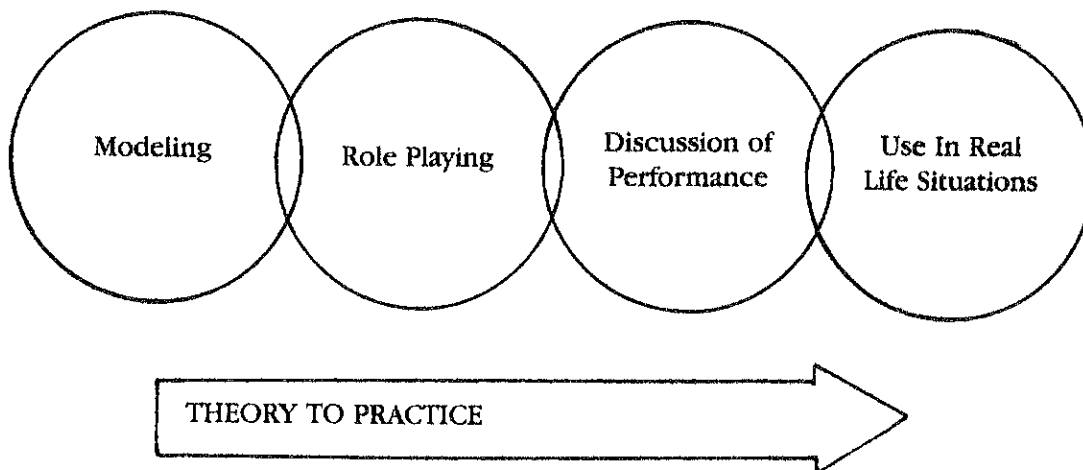 Modeling
Role Playing
Discussion of
Performance
Use In Real
Life Situations
THEORY TO PRACTICE